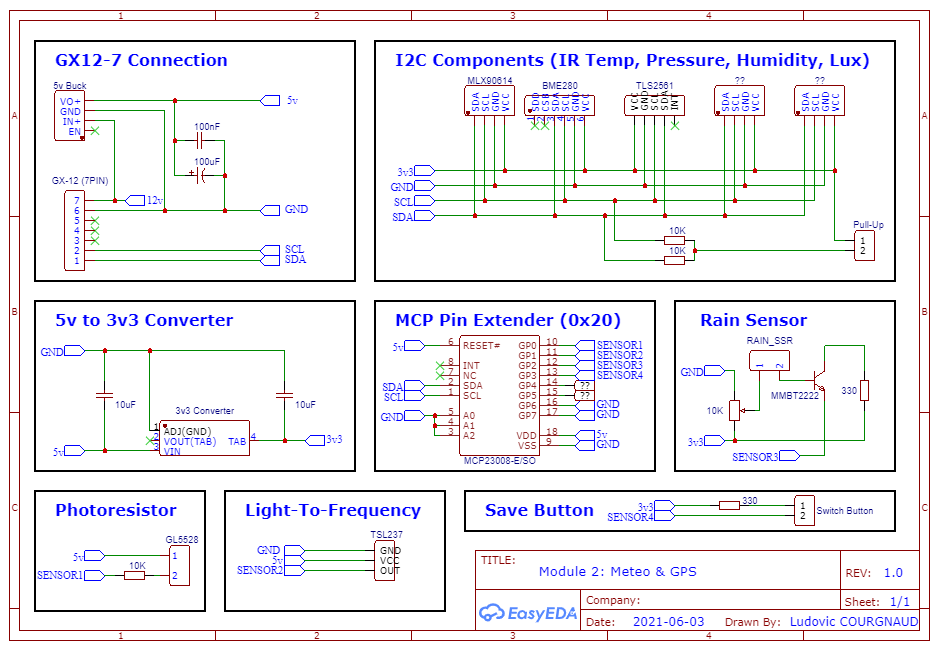 1 2 3 4
A
B
C
GX12-7 Connection
5v Buck
VO+
GND
IN+
EN
5v
100nF
100uF
GX-12 (7PIN)
7
6
5
4
3
2
1
12v
GND
SCL
SDA
I2C Components (IR Temp, Pressure, Humidity, Lux)
MLX90614
SDA
SCL
GND
VCC
BME280
SDO
CSB
SDA
SCL
GND
VCC
1 2 3 4 5 6
TLS2561
VCC
GND
SCL
SDA
INT
??
SDA
SCL
GND
VCC
??
SDA
SCL
GND
VCC
3v3
GND
SCL
SDA
10K
10K
Pull-Up
1
2
5v to 3v3 Converter
GND
10uF
10uF
3v3 Converter
1 ADJ(GND)
2 VOUT(TAB) TAB 4
3 VIN
5v
3v3
MCP Pin Extender (0x20)
5v 6 RESET# GP0 10 SENSOR1
GP1 11 SENSOR2
8 INT GP2 12 SENSOR3
7 NC GP3 13 SENSOR4
SDA 2 SDA GP4 14 ??
SCL 1 SCL GP5 15 ??
GP6 16 GND
GND 5 A0 GP7 17 GND
4 A1
3 A2 VDD 18 5v
VSS 9 GND
MCP23008-E/SO
Rain Sensor
RAIN_SSR
1 2
GND
MMBT2222
330
10K
3v3
SENSOR3
Photoresistor
GL5528
5v 1
SENSOR1 10K 2
Light-To-Frequency
TSL237
GND GND
5v VCC
SENSOR2 OUT
Save Button
3v3 330 1
SENSOR4 2
Switch Button
TITLE:
Module 2: Meteo & GPS
REV: 1.0
EasyEDA
Company:
Sheet: 1/1
Date: 2021-06-03 Drawn By: Ludovic COURGNAUD
A
B
C
1 2 3 4